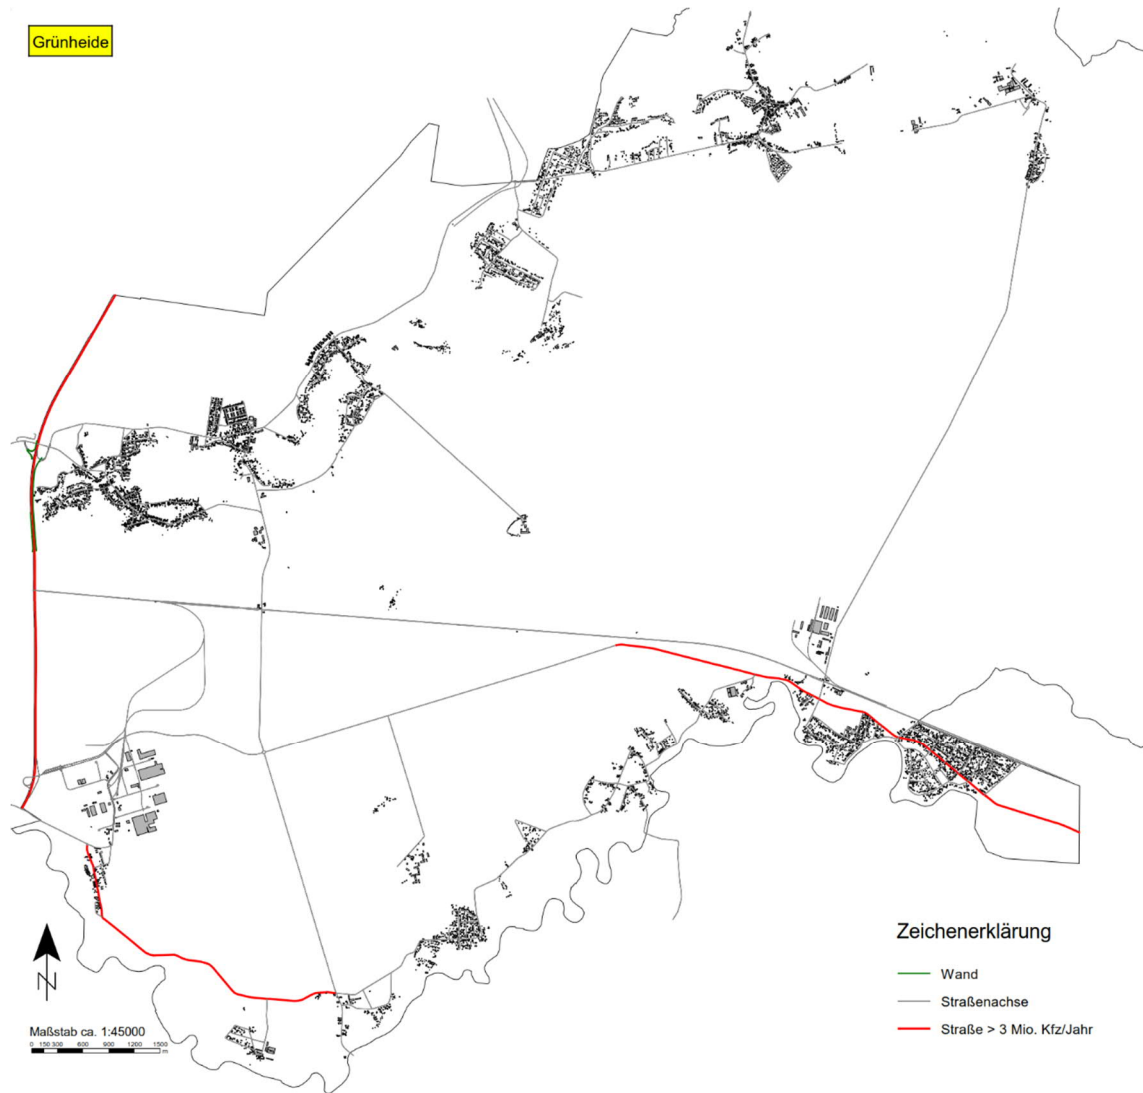 Grünheide
Zeichenerklärung
Wand
Straßenachse
Straße > 3 Mio. Kfz/Jahr
N
Maßstab ca. 1:45000
0 150 300 600 900 1200 1500
m